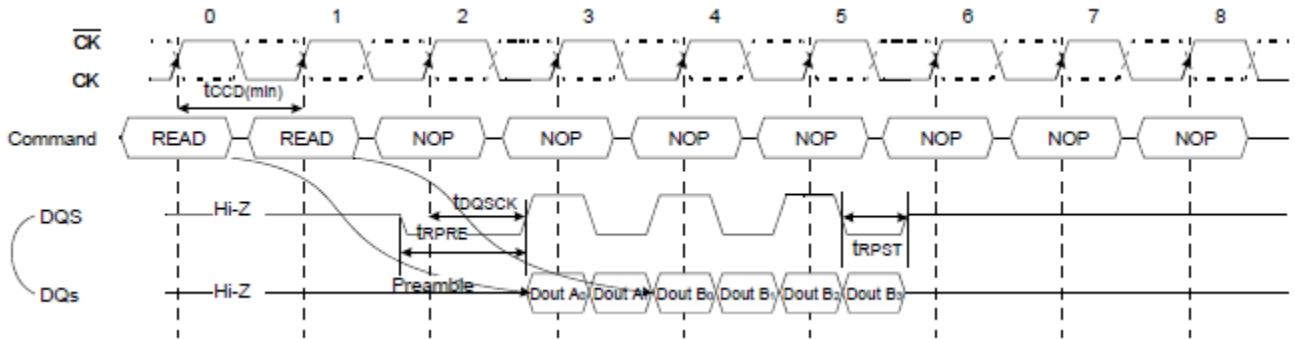 0 1 2 3 4 5 6 7 8
CK
CK
tCCD(min)
Command READ READ NOP NOP NOP NOP NOP NOP NOP
DQS Hi-Z tDQSCK
tRPRE tRPST
DQs Hi-Z Preamble Dout A0 Dout A Dout B0 Dout B1 Dout B2 Dout B3